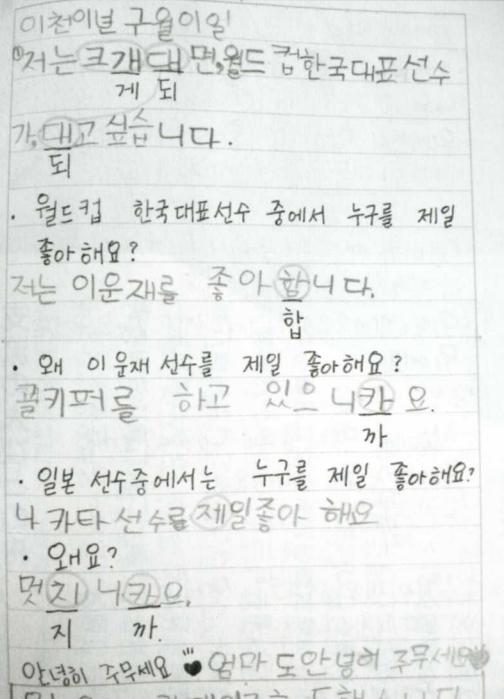 이천이년 구월이일
저는크개대면,월드컵한국대표선수
게 되
가,대고싶습니다.
되
· 월드컵 한국대표선수 중에서 누구를 제일
좋아해요?
저는 이운재를 좋아함니다.
합
· 왜 이운재 선수를 제일 좋아해요?
골키퍼를 하고 있으니카요.
까
· 일본 선수중에서는 누구를 제일 좋아해요?
니카타선수를제일좋아 해요
· 왜요?
멋치니카요.
지 까.
안녕히 주무세요 엄마도안녕히 주무세요